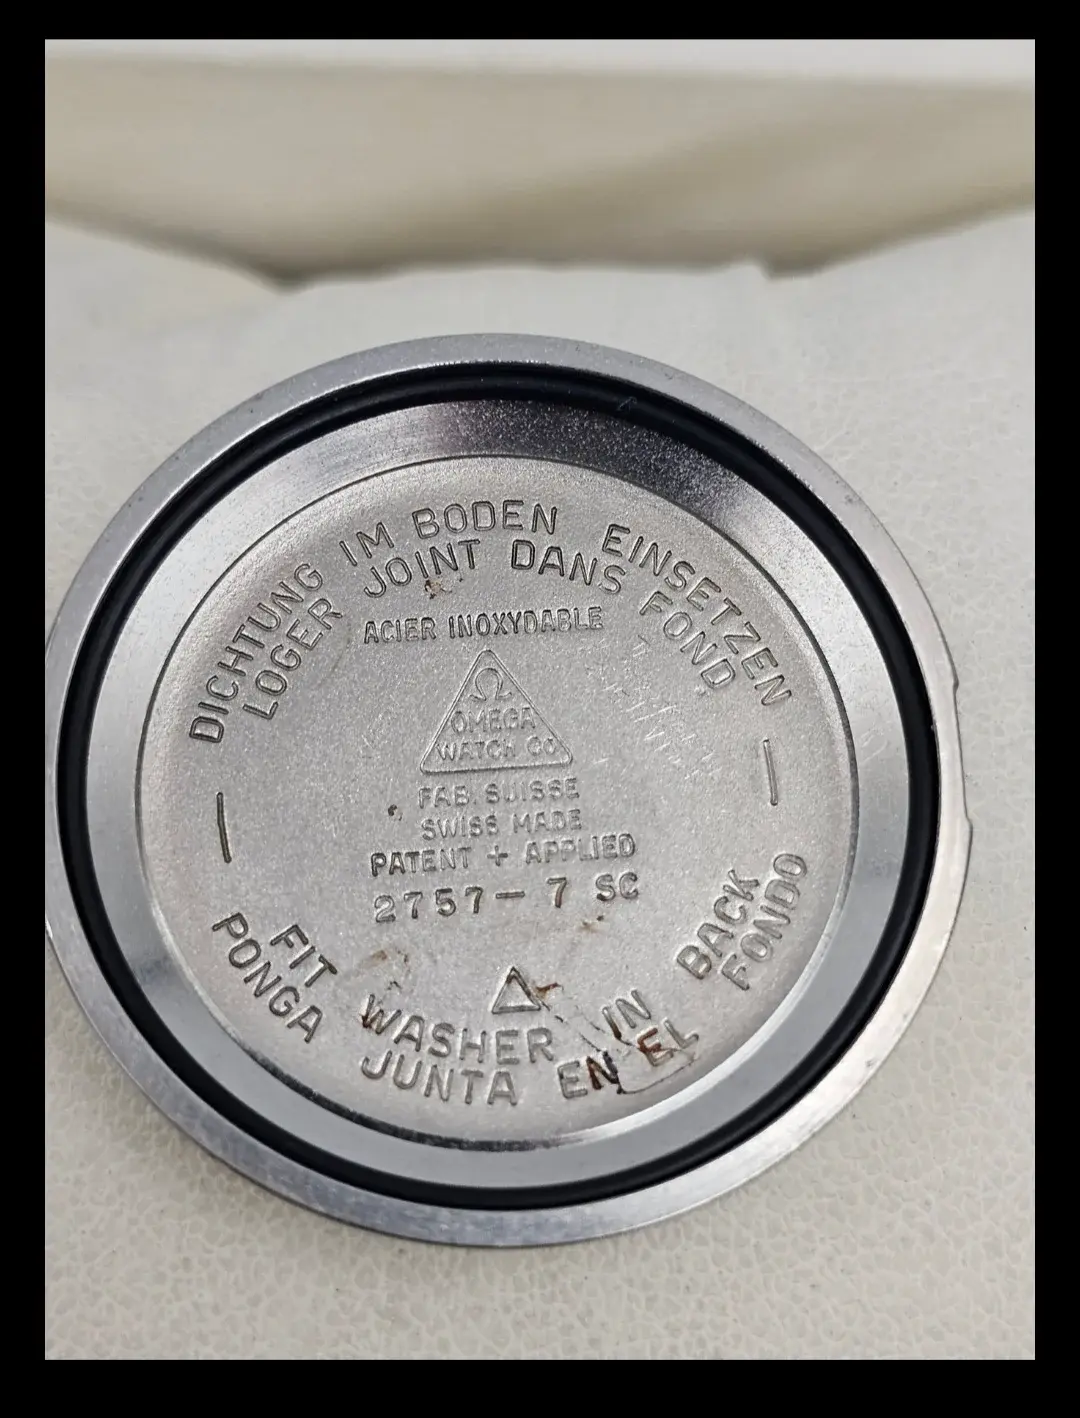 DICHTUNG IM BODEN EINSETZEN
LOGER JOINT DANS FOND
ACIER INOXYDABLE
Ω
OMEGA
WATCH CO
FAB. SUISSE
SWISS MADE
PATENT + APPLIED
2757- 7 SC
FIT WASHER IN BACK
PONGA JUNTA EN EL FONDO